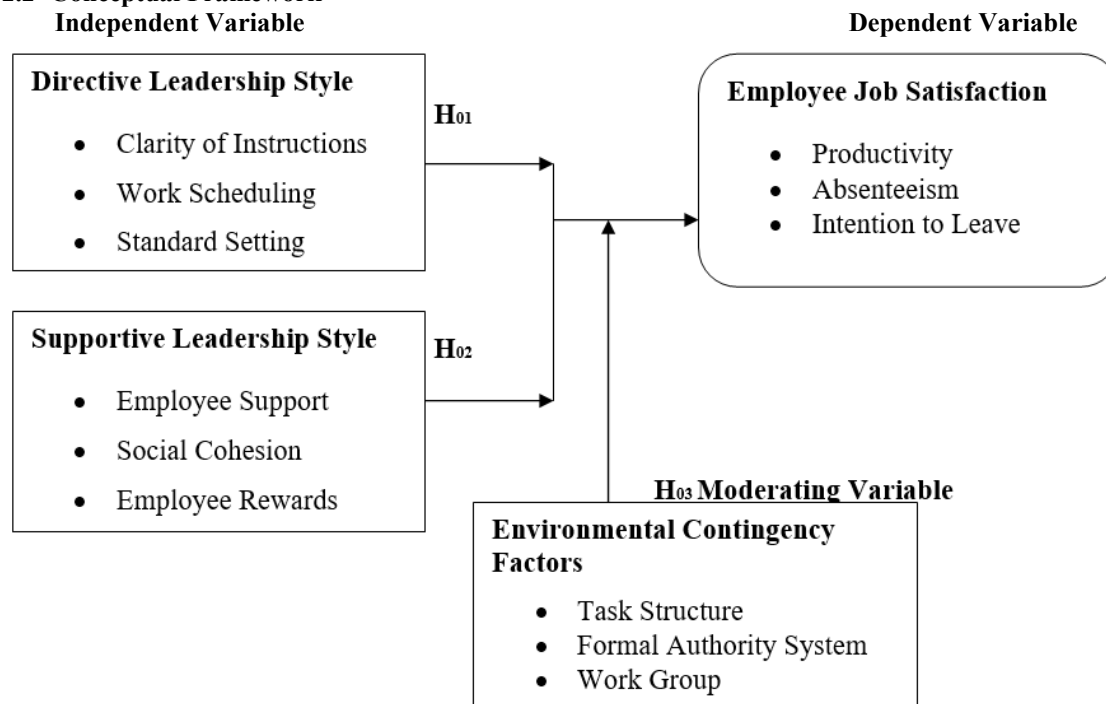 Independent Variable
Dependent Variable
Directive Leadership Style
• Clarity of Instructions
• Work Scheduling
• Standard Setting
H01
Employee Job Satisfaction
• Productivity
• Absenteeism
• Intention to Leave
Supportive Leadership Style
• Employee Support
• Social Cohesion
• Employee Rewards
H02
H03 Moderating Variable
Environmental Contingency
Factors
• Task Structure
• Formal Authority System
• Work Group